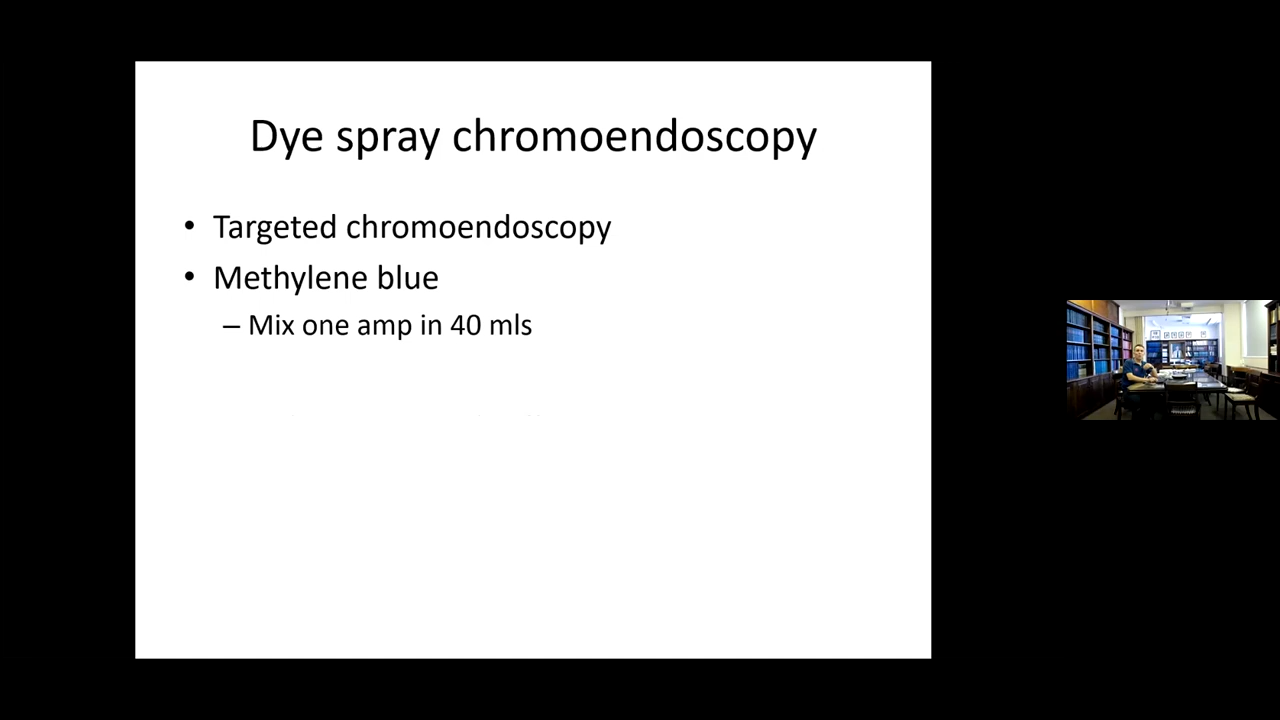 Dye spray chromoendoscopy
• Targeted chromoendoscopy
• Methylene blue
– Mix one amp in 40 mls